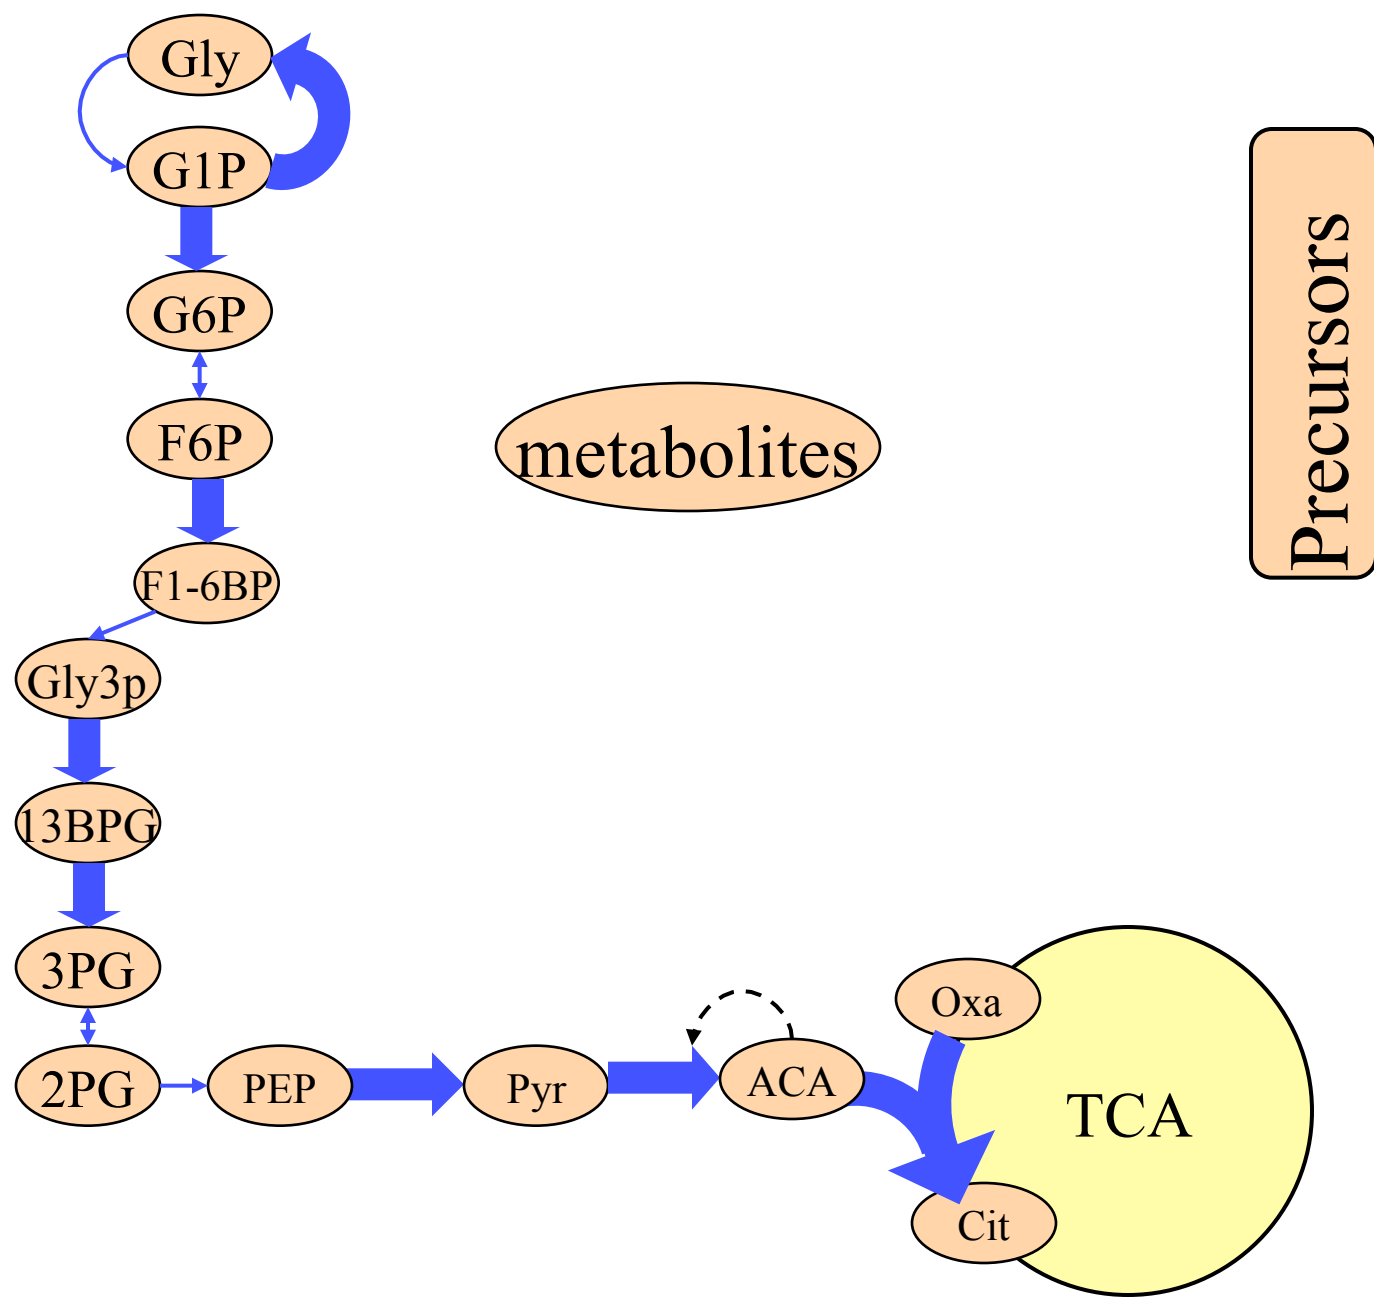 Gly
G1P
G6P
F6P
F1-6BP
Gly3p
13BPG
3PG
2PG
PEP
Pyr
ACA
Oxa
Cit
TCA
metabolites
Precursors